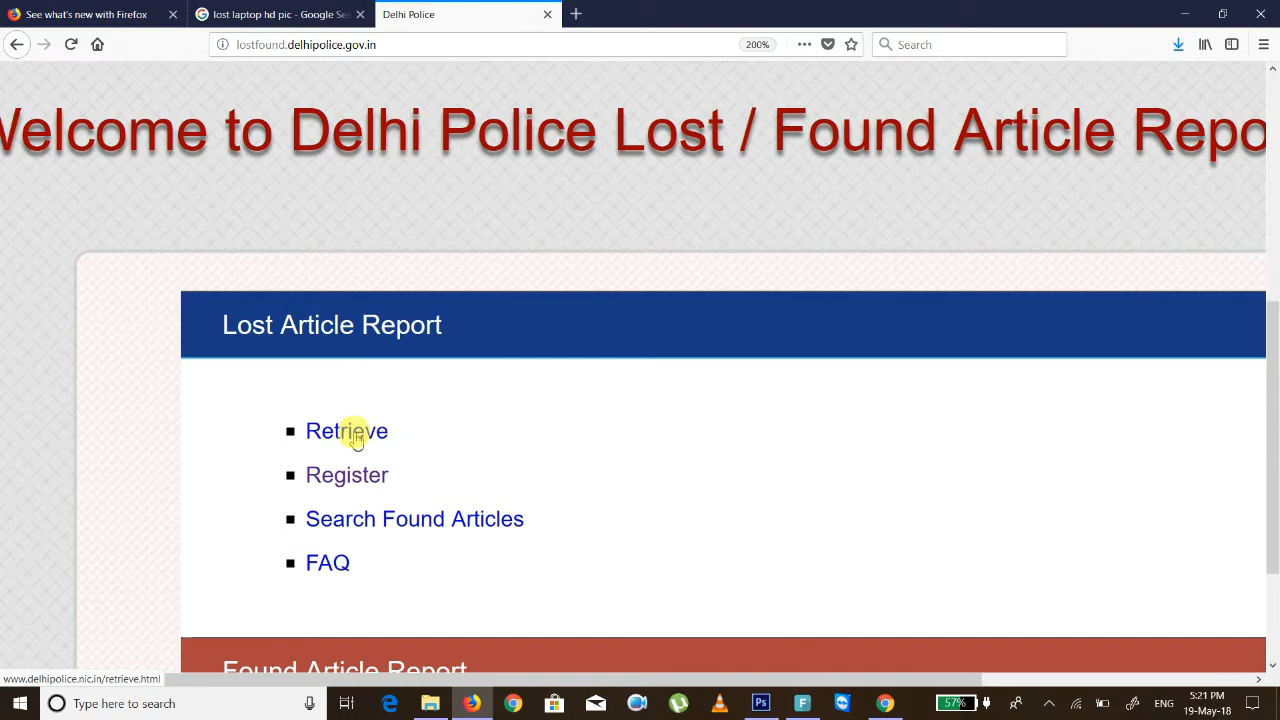 See what's new with Firefox
lost laptop hd pic - Google Sea
Delhi Police
lostfound.delhipolice.gov.in
200%
Search
Welcome to Delhi Police Lost / Found Article Repo
Lost Article Report
Retrieve
Register
Search Found Articles
FAQ
Found Article Report
www.delhipolice.nic.in/retrieve.html
Type here to search
57%
ENG
5:21 PM
19-May-18